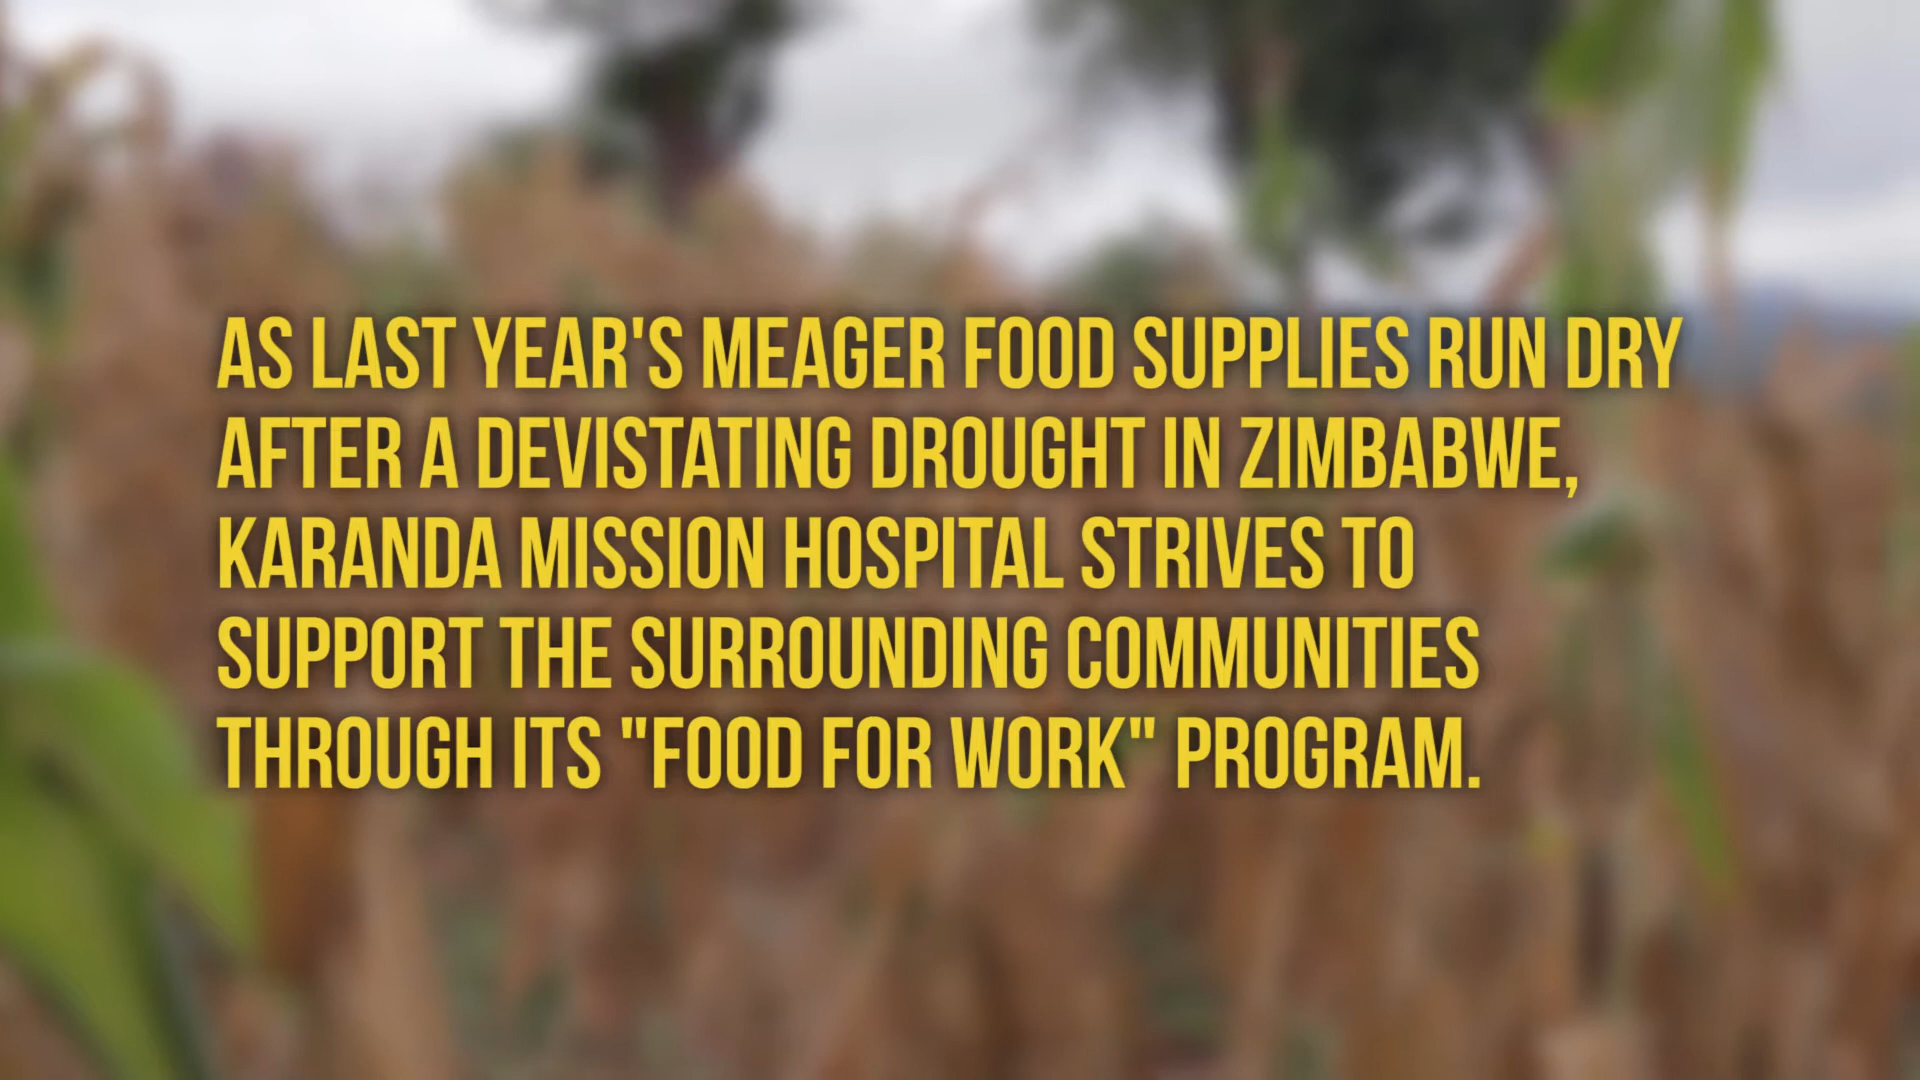 AS LAST YEAR'S MEAGER FOOD SUPPLIES RUN DRY
AFTER A DEVISTATING DROUGHT IN ZIMBABWE,
KARANDA MISSION HOSPITAL STRIVES TO
SUPPORT THE SURROUNDING COMMUNITIES
THROUGH ITS "FOOD FOR WORK" PROGRAM.